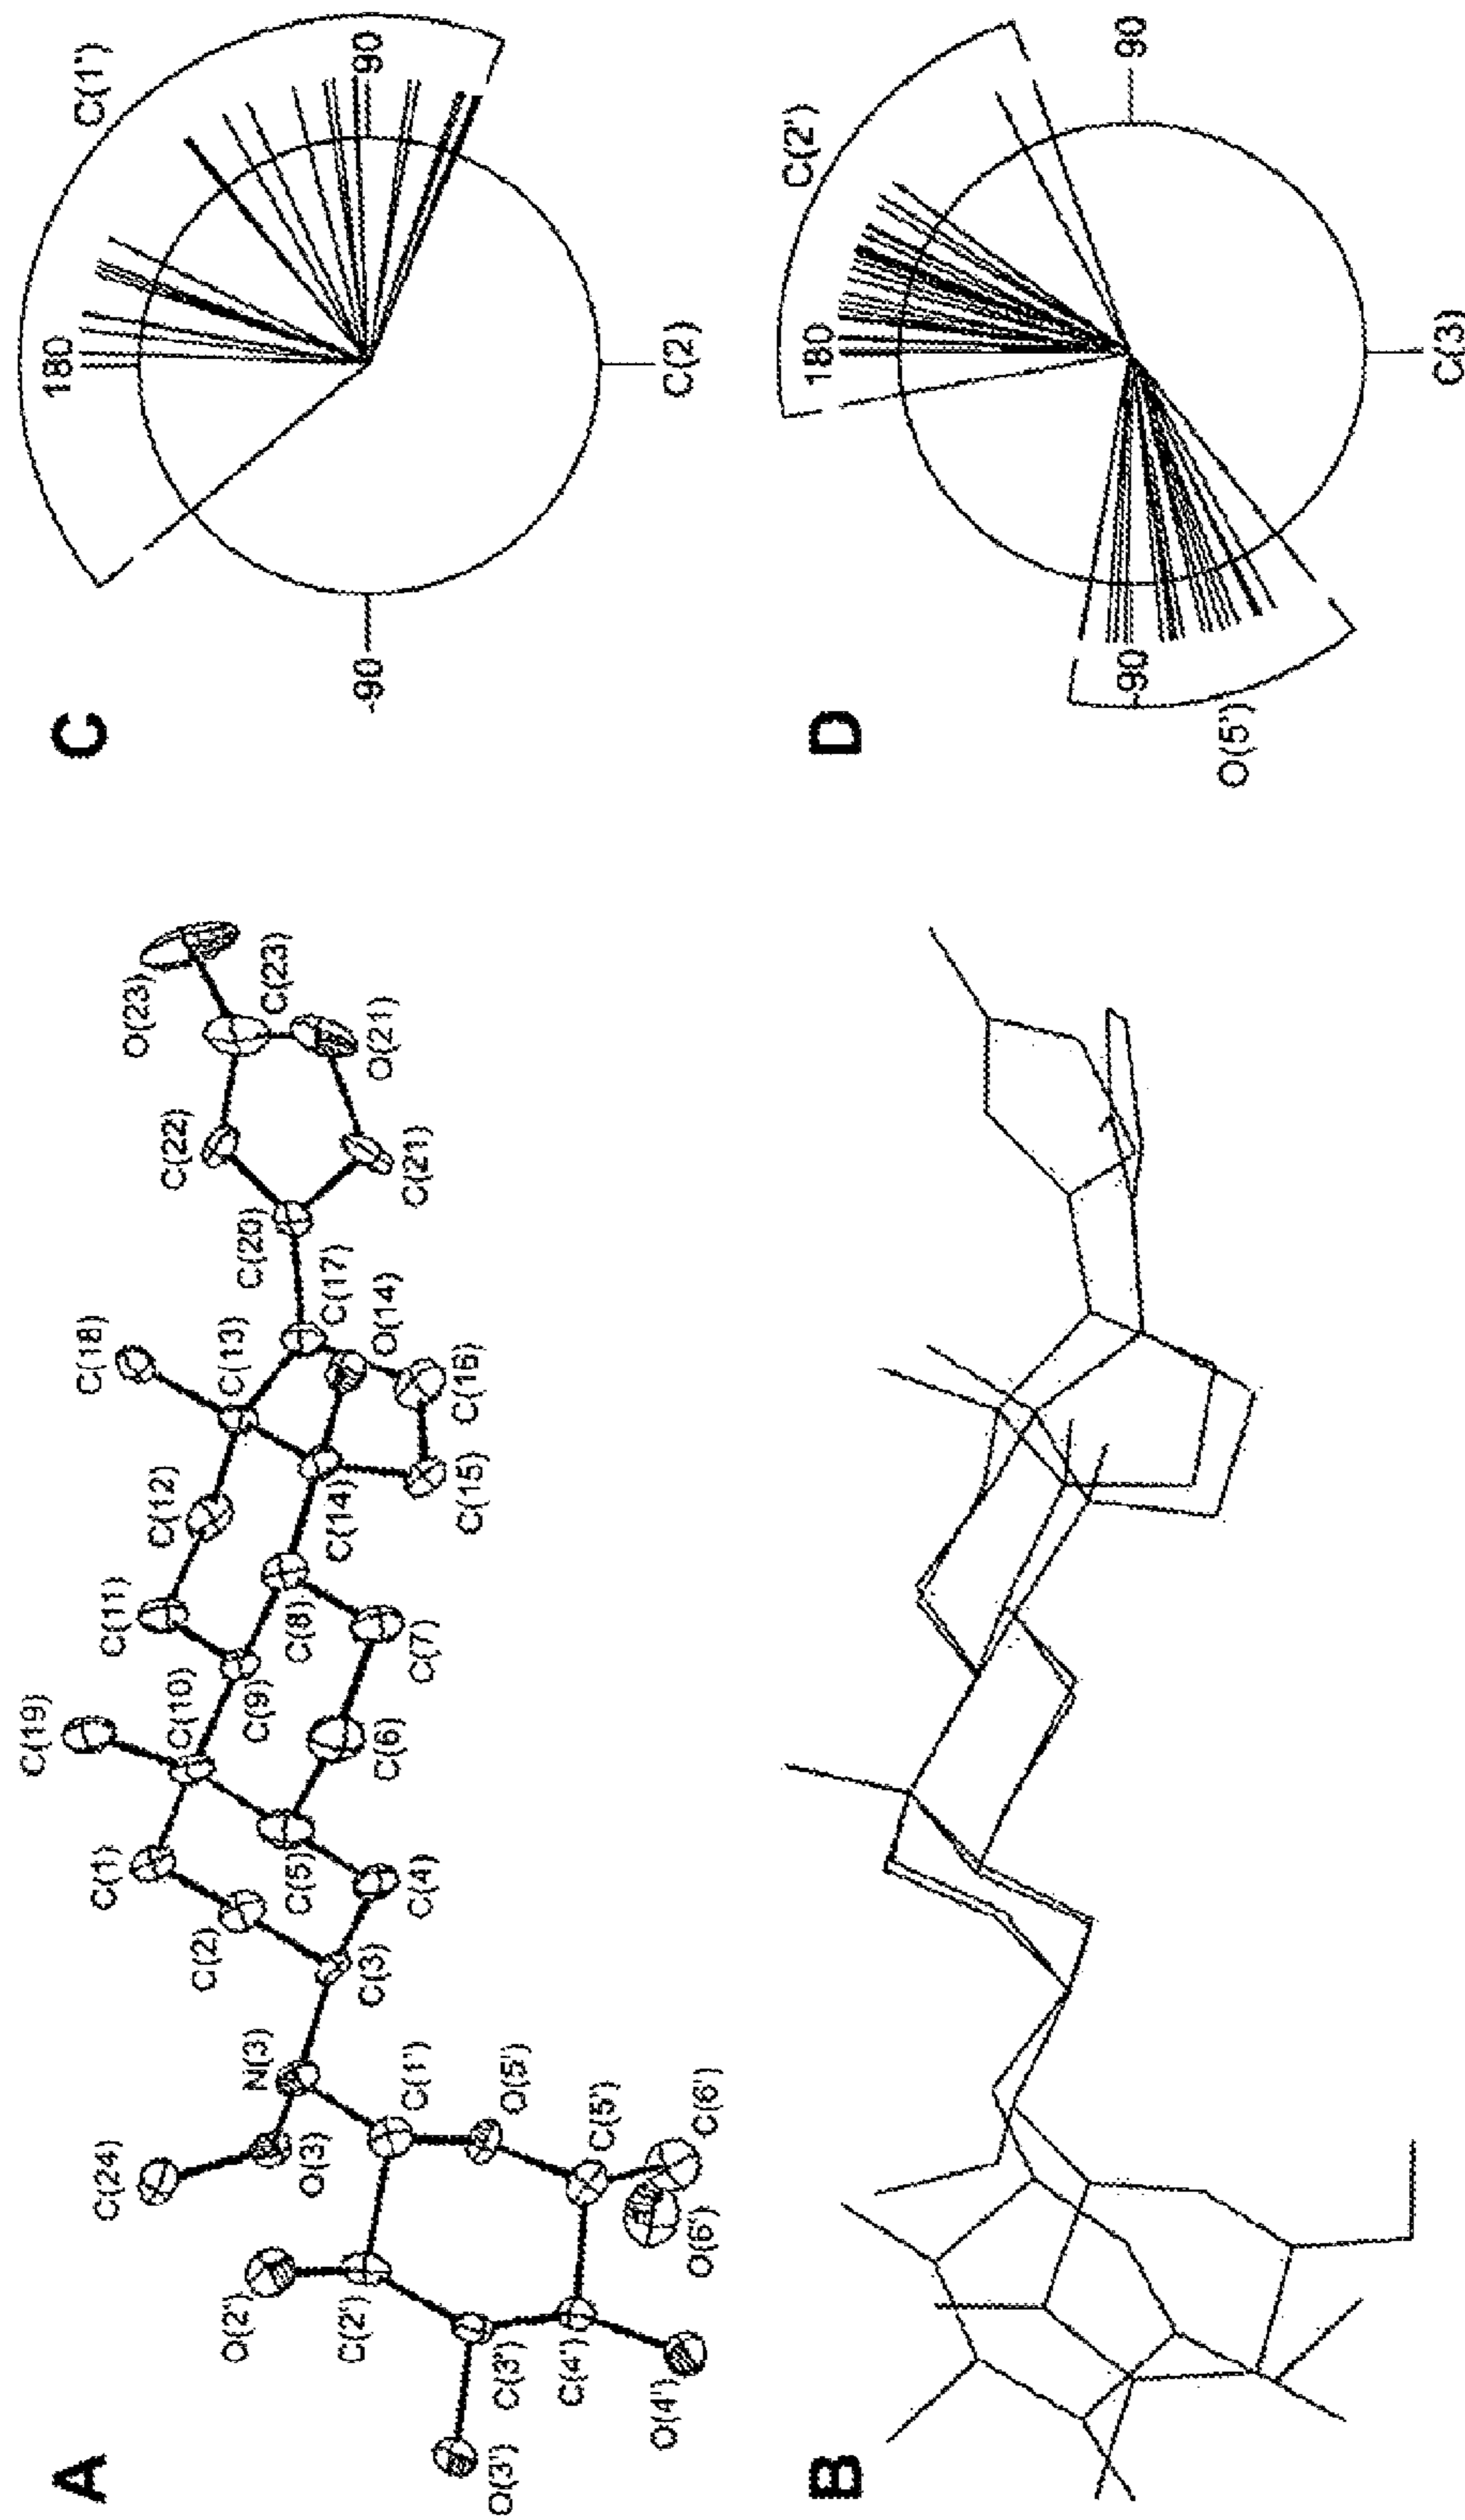 A
C(24)
O(3)
N(3)
O(2')
C(2')
C(1')
O(5')
C(5')
C(6')
O(6')
C(3')
O(3')
C(4')
O(4')
C(3)
C(2)
C(1)
C(4)
C(5)
C(6)
C(7)
C(19)
C(10)
C(9)
C(8)
C(11)
C(12)
C(14)
C(13)
C(18)
C(17)
O(14)
C(15)
C(16)
C(20)
C(22)
C(21)
O(21)
C(23)
O(23)
B
C
180
C(1')
90
-90
C(2)
D
180
C(2')
90
-90
O(5')
C(3)